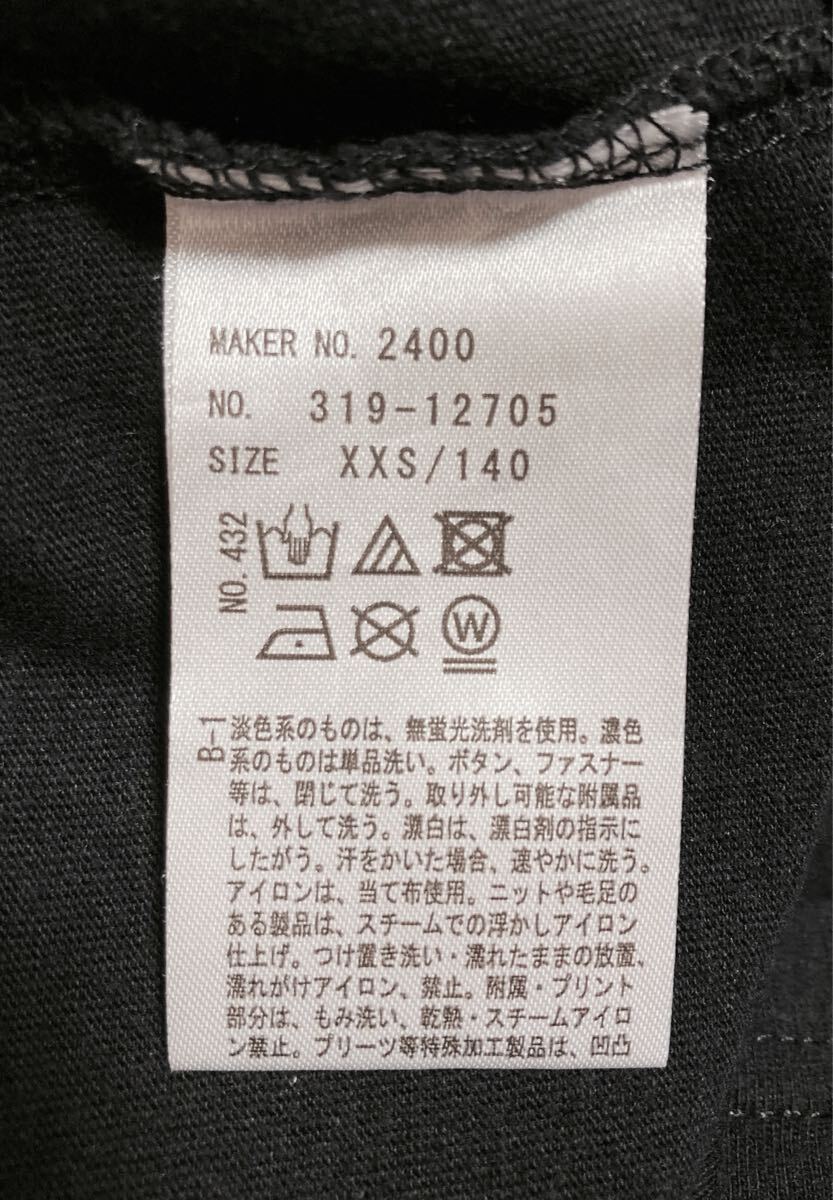 MAKER NO. 2400
NO. 319-12705
SIZE XXS/140
NO. 432
W
B-1
淡色系のものは、無蛍光洗剤を使用。濃色
系のものは単品洗い。ボタン、ファスナー
等は、閉じて洗う。取り外し可能な附属品
は、外して洗う。漂白は、漂白剤の指示に
したがう。汗をかいた場合、速やかに洗う。
アイロンは、当て布使用。ニットや毛足の
ある製品は、スチームでの浮かしアイロン
仕上げ。つけ置き洗い・濡れたままの放置、
濡れがけアイロン、禁止。附属・プリント
部分は、もみ洗い、乾熱・スチームアイロ
ン禁止。プリーツ等特殊加工製品は、凹凸